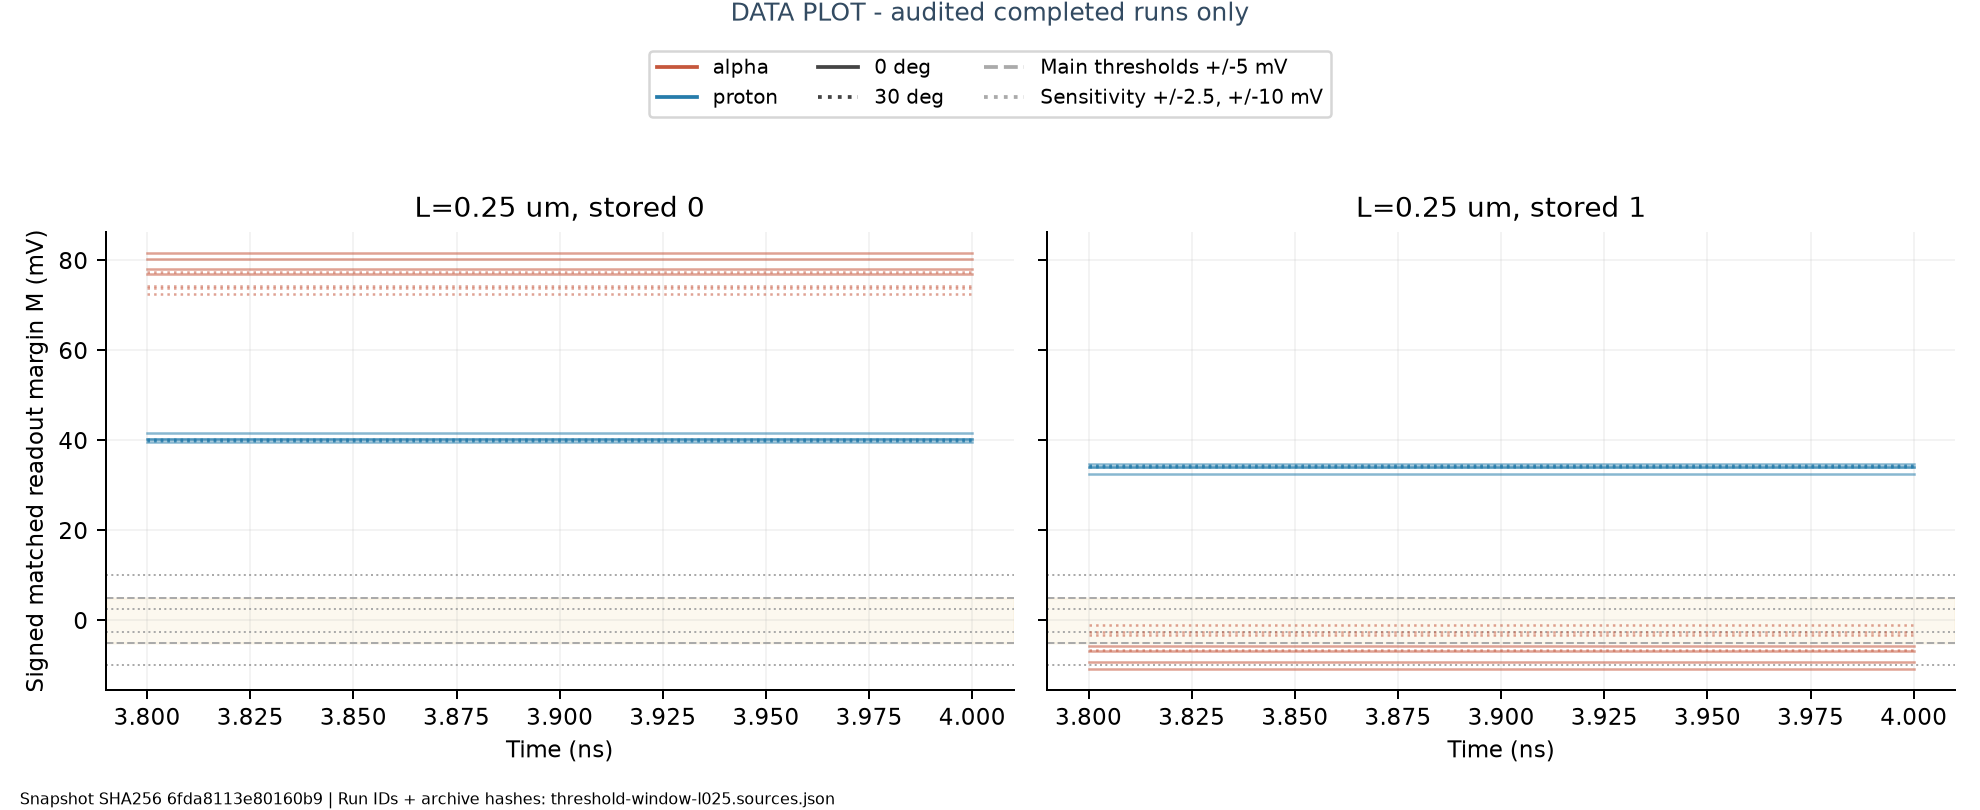 DATA PLOT - audited completed runs only
alpha
proton
0 deg
30 deg
Main thresholds +/-5 mV
Sensitivity +/-2.5, +/-10 mV
L=0.25 um, stored 0
Signed matched readout margin M (mV)
80
60
40
20
0
3.800 3.825 3.850 3.875 3.900 3.925 3.950 3.975 4.000
Time (ns)
L=0.25 um, stored 1
3.800 3.825 3.850 3.875 3.900 3.925 3.950 3.975 4.000
Time (ns)
Snapshot SHA256 6fda8113e80160b9 | Run IDs + archive hashes: threshold-window-l025.sources.json